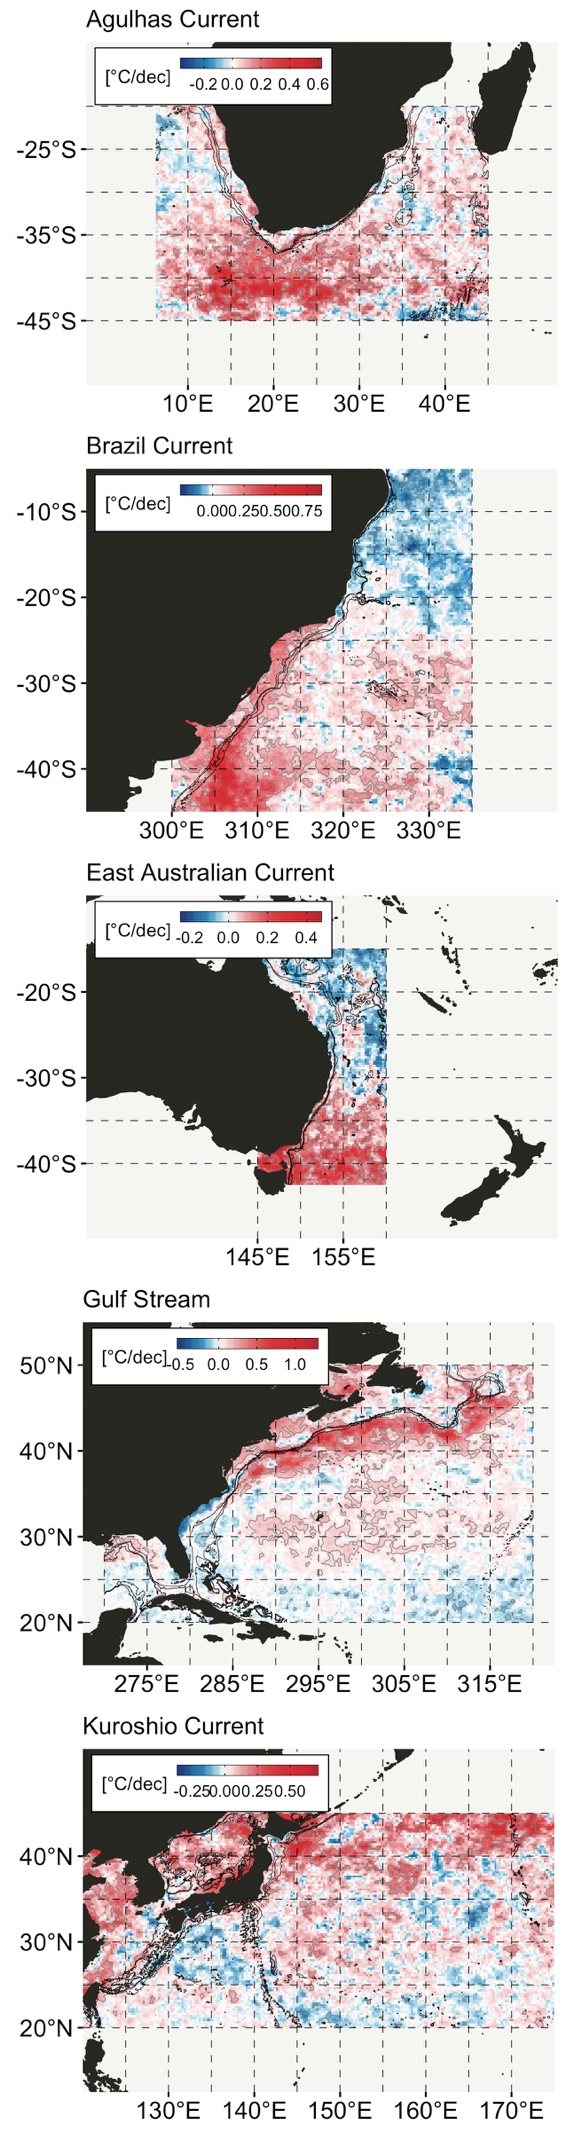 Agulhas Current
[°C/dec]
-0.2 0.0 0.2 0.4 0.6
-25°S
-35°S
-45°S
10°E 20°E 30°E 40°E
Brazil Current
[°C/dec]
0.000.250.500.75
-10°S
-20°S
-30°S
-40°S
300°E 310°E 320°E 330°E
East Australian Current
[°C/dec]
-0.2 0.0 0.2 0.4
-20°S
-30°S
-40°S
145°E 155°E
Gulf Stream
[°C/dec]
-0.5 0.0 0.5 1.0
50°N
40°N
30°N
20°N
275°E 285°E 295°E 305°E 315°E
Kuroshio Current
[°C/dec]
-0.250.000.250.50
40°N
30°N
20°N
130°E 140°E 150°E 160°E 170°E